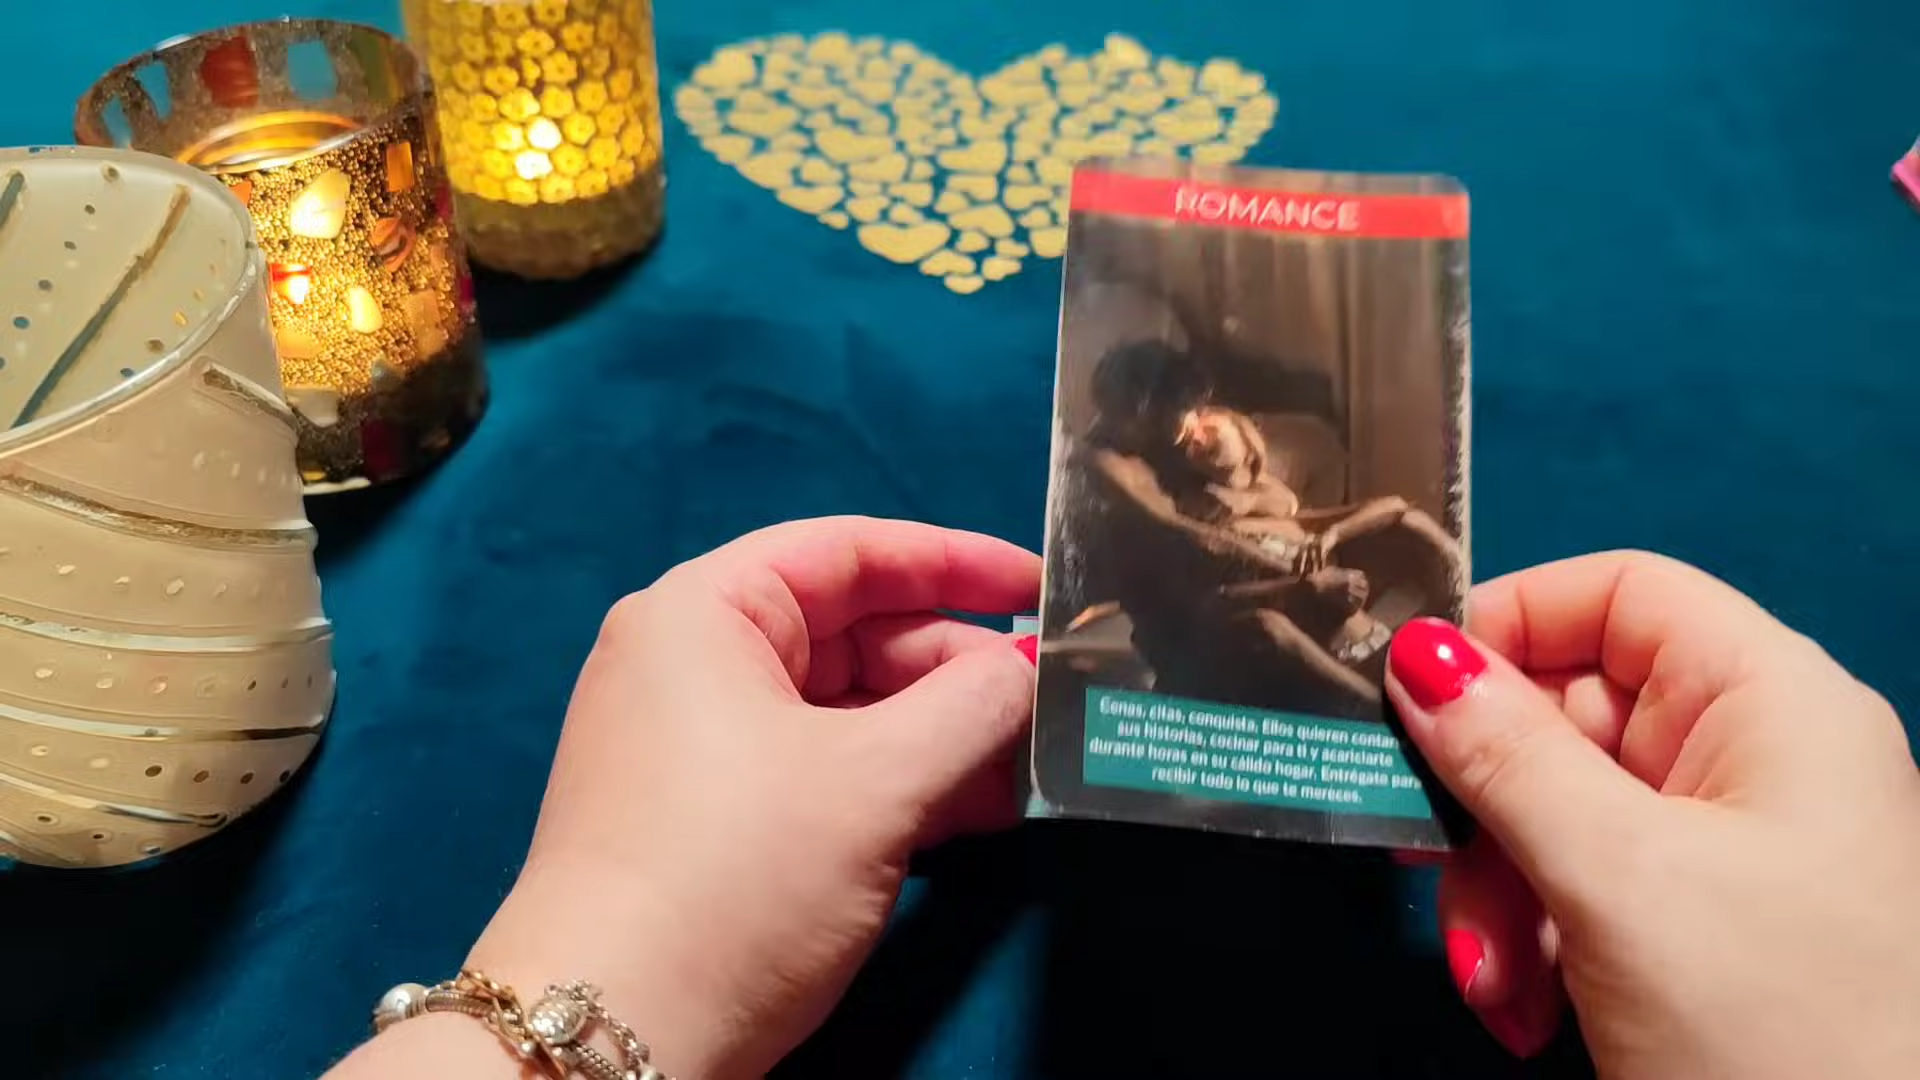 ROMANCE
Cenas, citas, conquista. Ellos quieren contar
sus historias, cocinar para ti y acariciarte
durante horas en su cálido hogar. Entrégate para
recibir todo lo que te mereces.